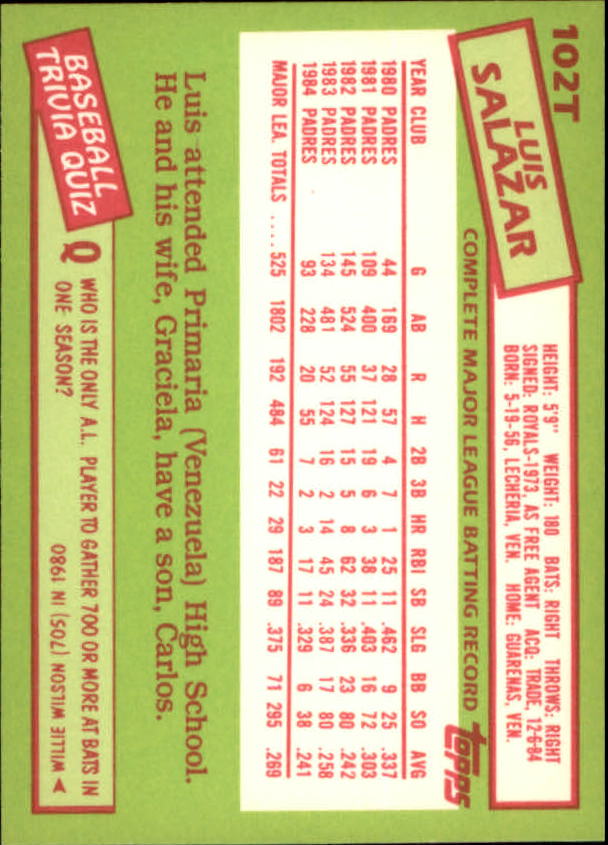 102T
LUIS
SALAZAR
HEIGHT: 5'9" WEIGHT: 180 BATS: RIGHT THROWS: RIGHT
SIGNED: ROYALS-1973, AS FREE AGENT ACQ: TRADE, 12-6-84
BORN: 5-19-56, LECHERIA, VEN. HOME: GUARENAS, VEN.
COMPLETE MAJOR LEAGUE BATTING RECORD
topps
YEAR CLUB G AB R H 2B 3B HR RBI SB SLG BB SO AVG
1980 PADRES 44 169 28 57 4 7 1 25 11 .462 9 25 .337
1981 PADRES 109 400 37 121 19 6 3 38 11 .403 16 72 .303
1982 PADRES 145 524 55 127 15 5 8 62 32 .336 23 80 .242
1983 PADRES 134 481 52 124 16 2 14 45 24 .387 17 80 .258
1984 PADRES 93 228 20 55 7 2 3 17 11 .329 6 38 .241
MAJOR LEA. TOTALS .... 525 1802 192 484 61 22 29 187 89 .375 71 295 .269
Luis attended Primaria (Venezuela) High School.
He and his wife, Graciela, have a son, Carlos.
BASEBALL
TRIVIA QUIZ
Q WHO IS THE ONLY A.L. PLAYER TO GATHER 700 OR MORE AT BATS IN
ONE SEASON?
WILLIE WILSON (705) IN 1980